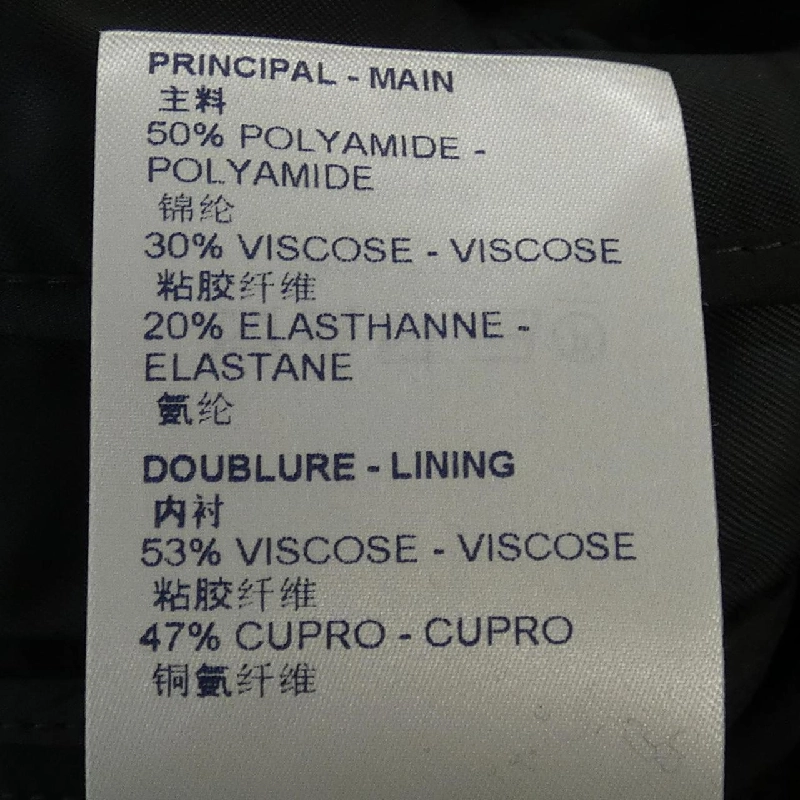 PRINCIPAL - MAIN
主料
50% POLYAMIDE -
POLYAMIDE
锦纶
30% VISCOSE - VISCOSE
粘胶纤维
20% ELASTHANNE -
ELASTANE
氨纶
DOUBLURE - LINING
内衬
53% VISCOSE - VISCOSE
粘胶纤维
47% CUPRO - CUPRO
铜氨纤维